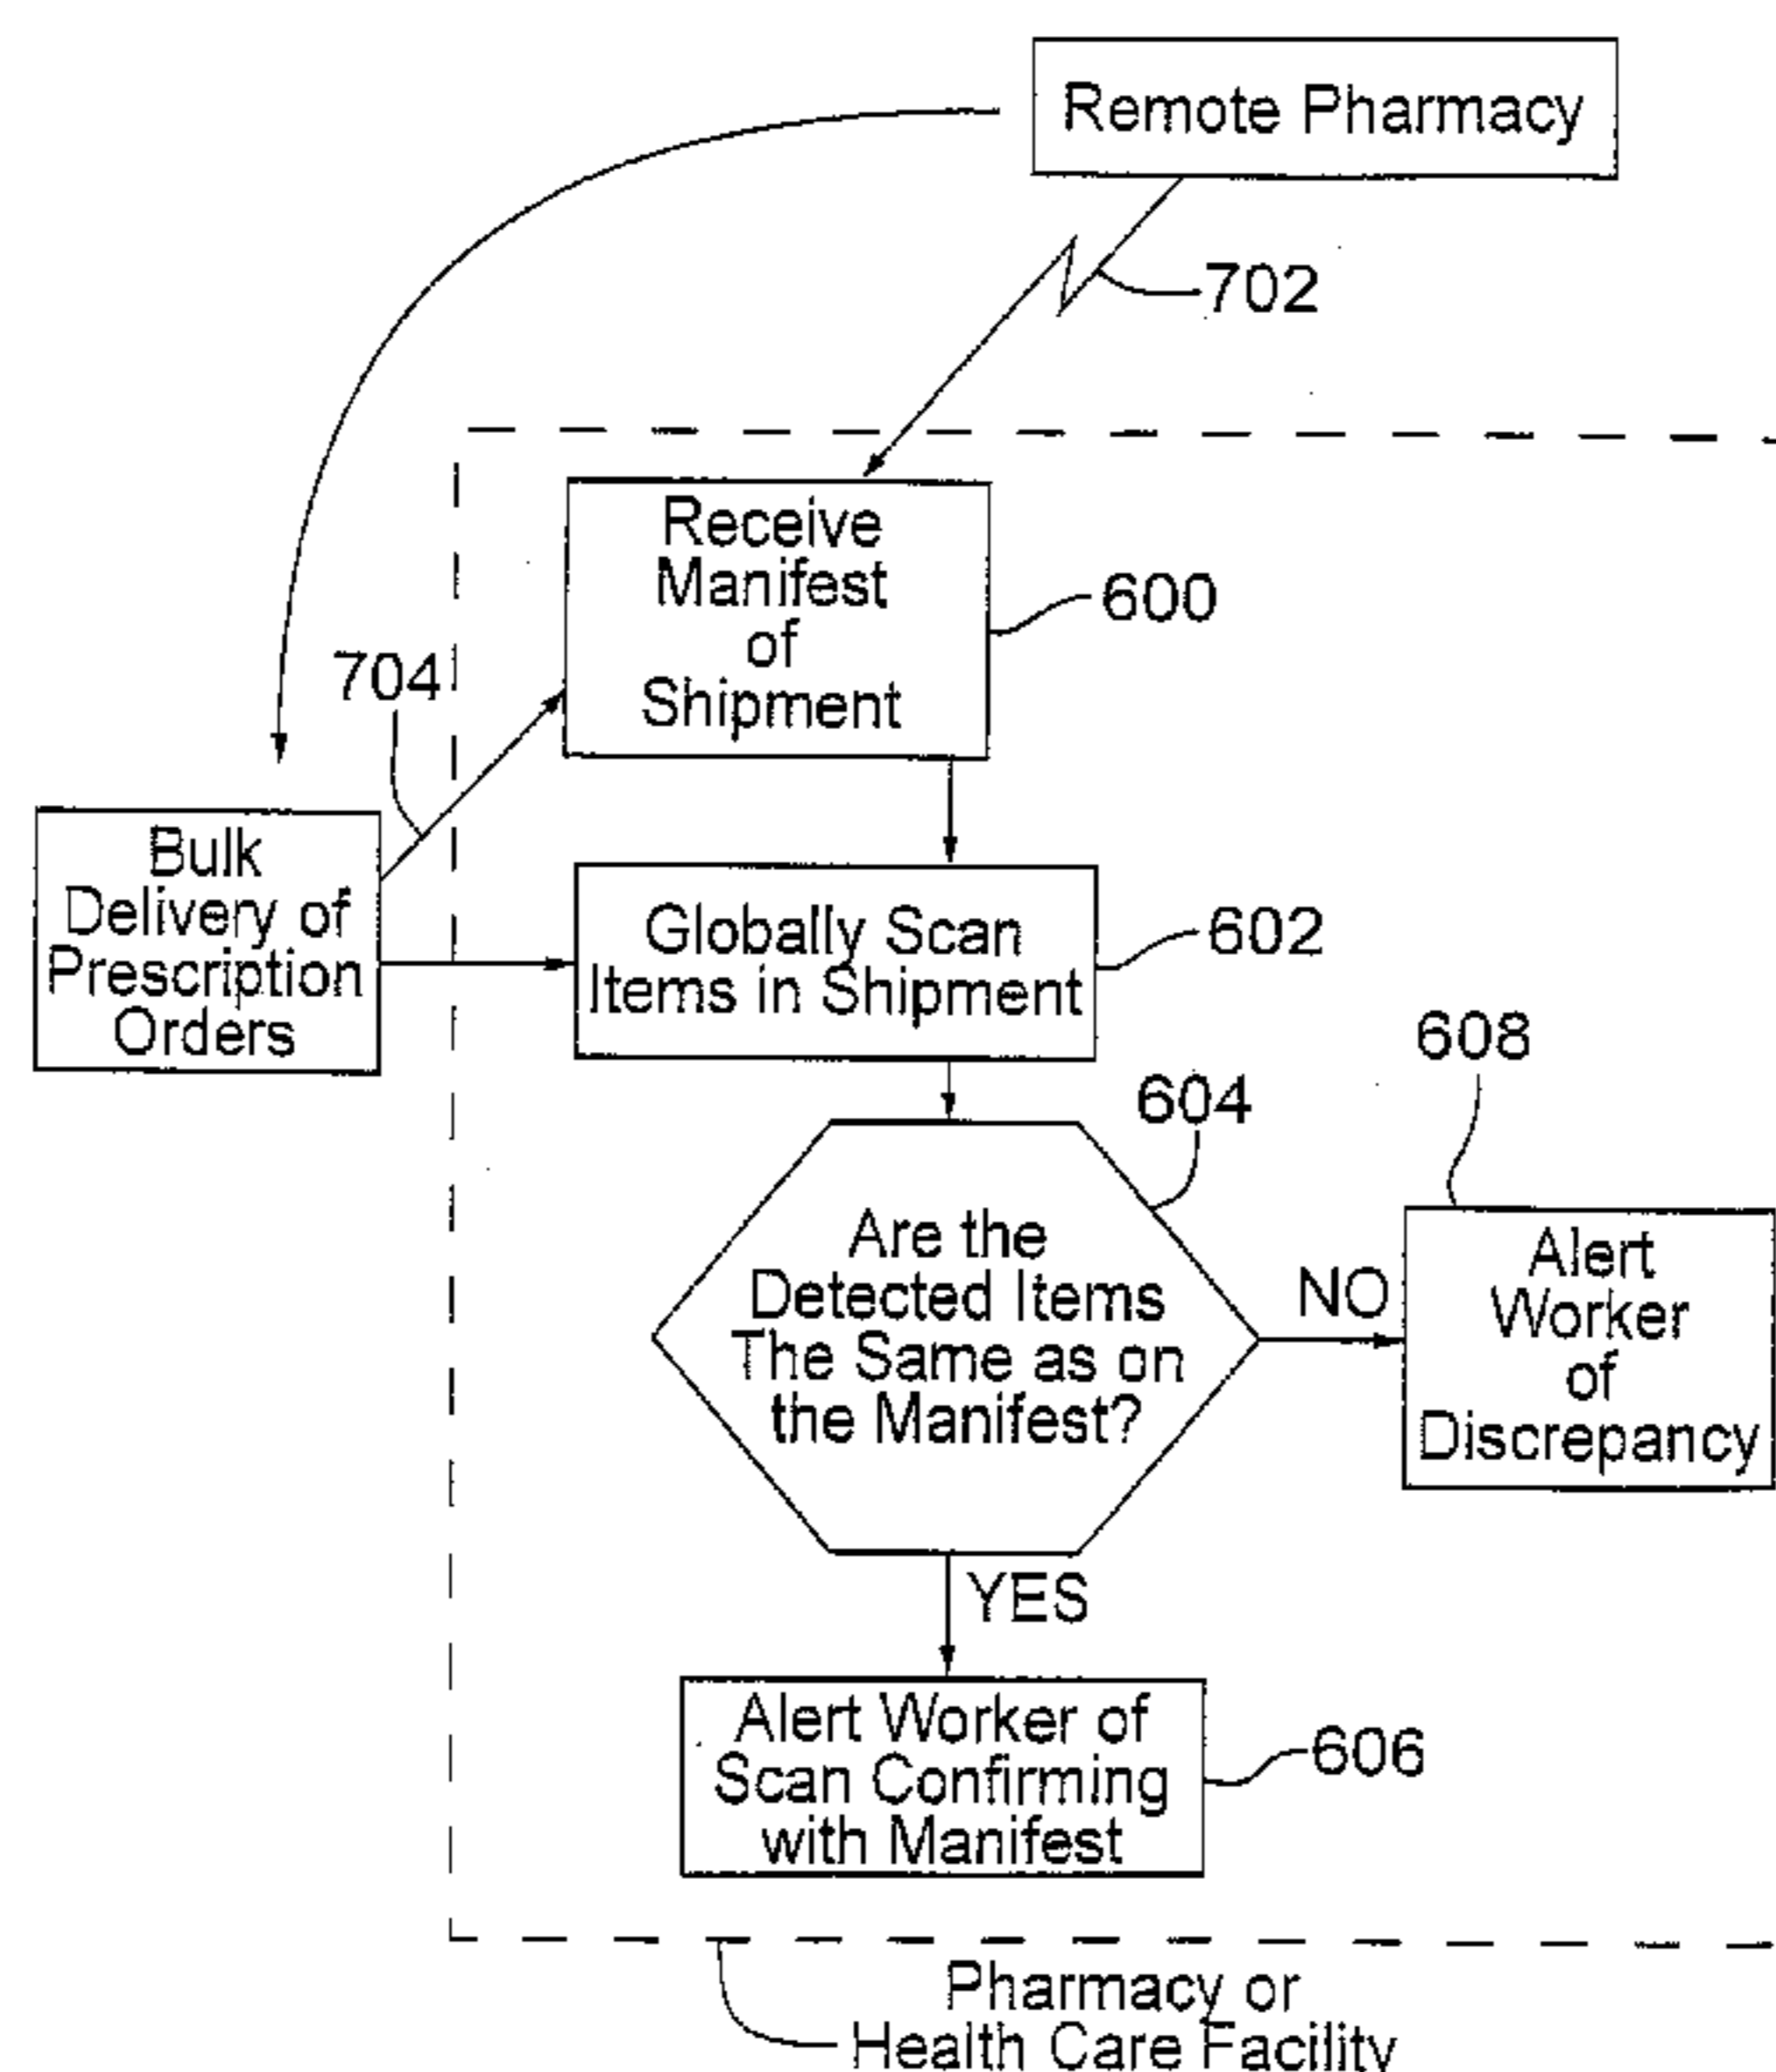 Remote Pharmacy
702
Receive
Manifest
of
Shipment
600
704
Bulk
Delivery of
Prescription
Orders
Globally Scan
Items in Shipment
602
604
608
Are the
Detected Items
The Same as on
the Manifest?
NO
Alert
Worker
of
Discrepancy
YES
Alert Worker of
Scan Confirming
with Manifest
606
Pharmacy or
Health Care Facility